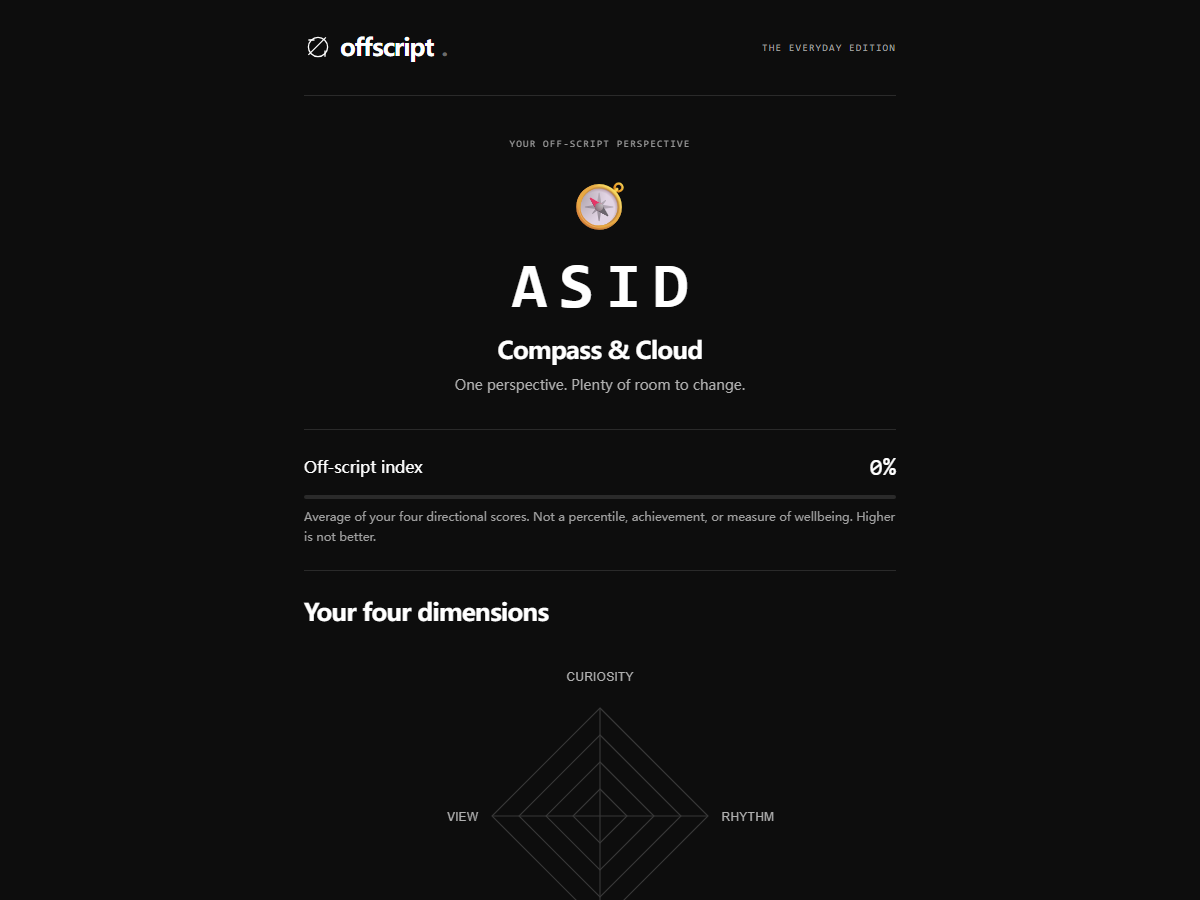 offscript.
THE EVERYDAY EDITION
YOUR OFF-SCRIPT PERSPECTIVE
ASID
Compass & Cloud
One perspective. Plenty of room to change.
Off-script index
0%
Average of your four directional scores. Not a percentile, achievement, or measure of wellbeing. Higher
is not better.
Your four dimensions
CURIOSITY
VIEW
RHYTHM